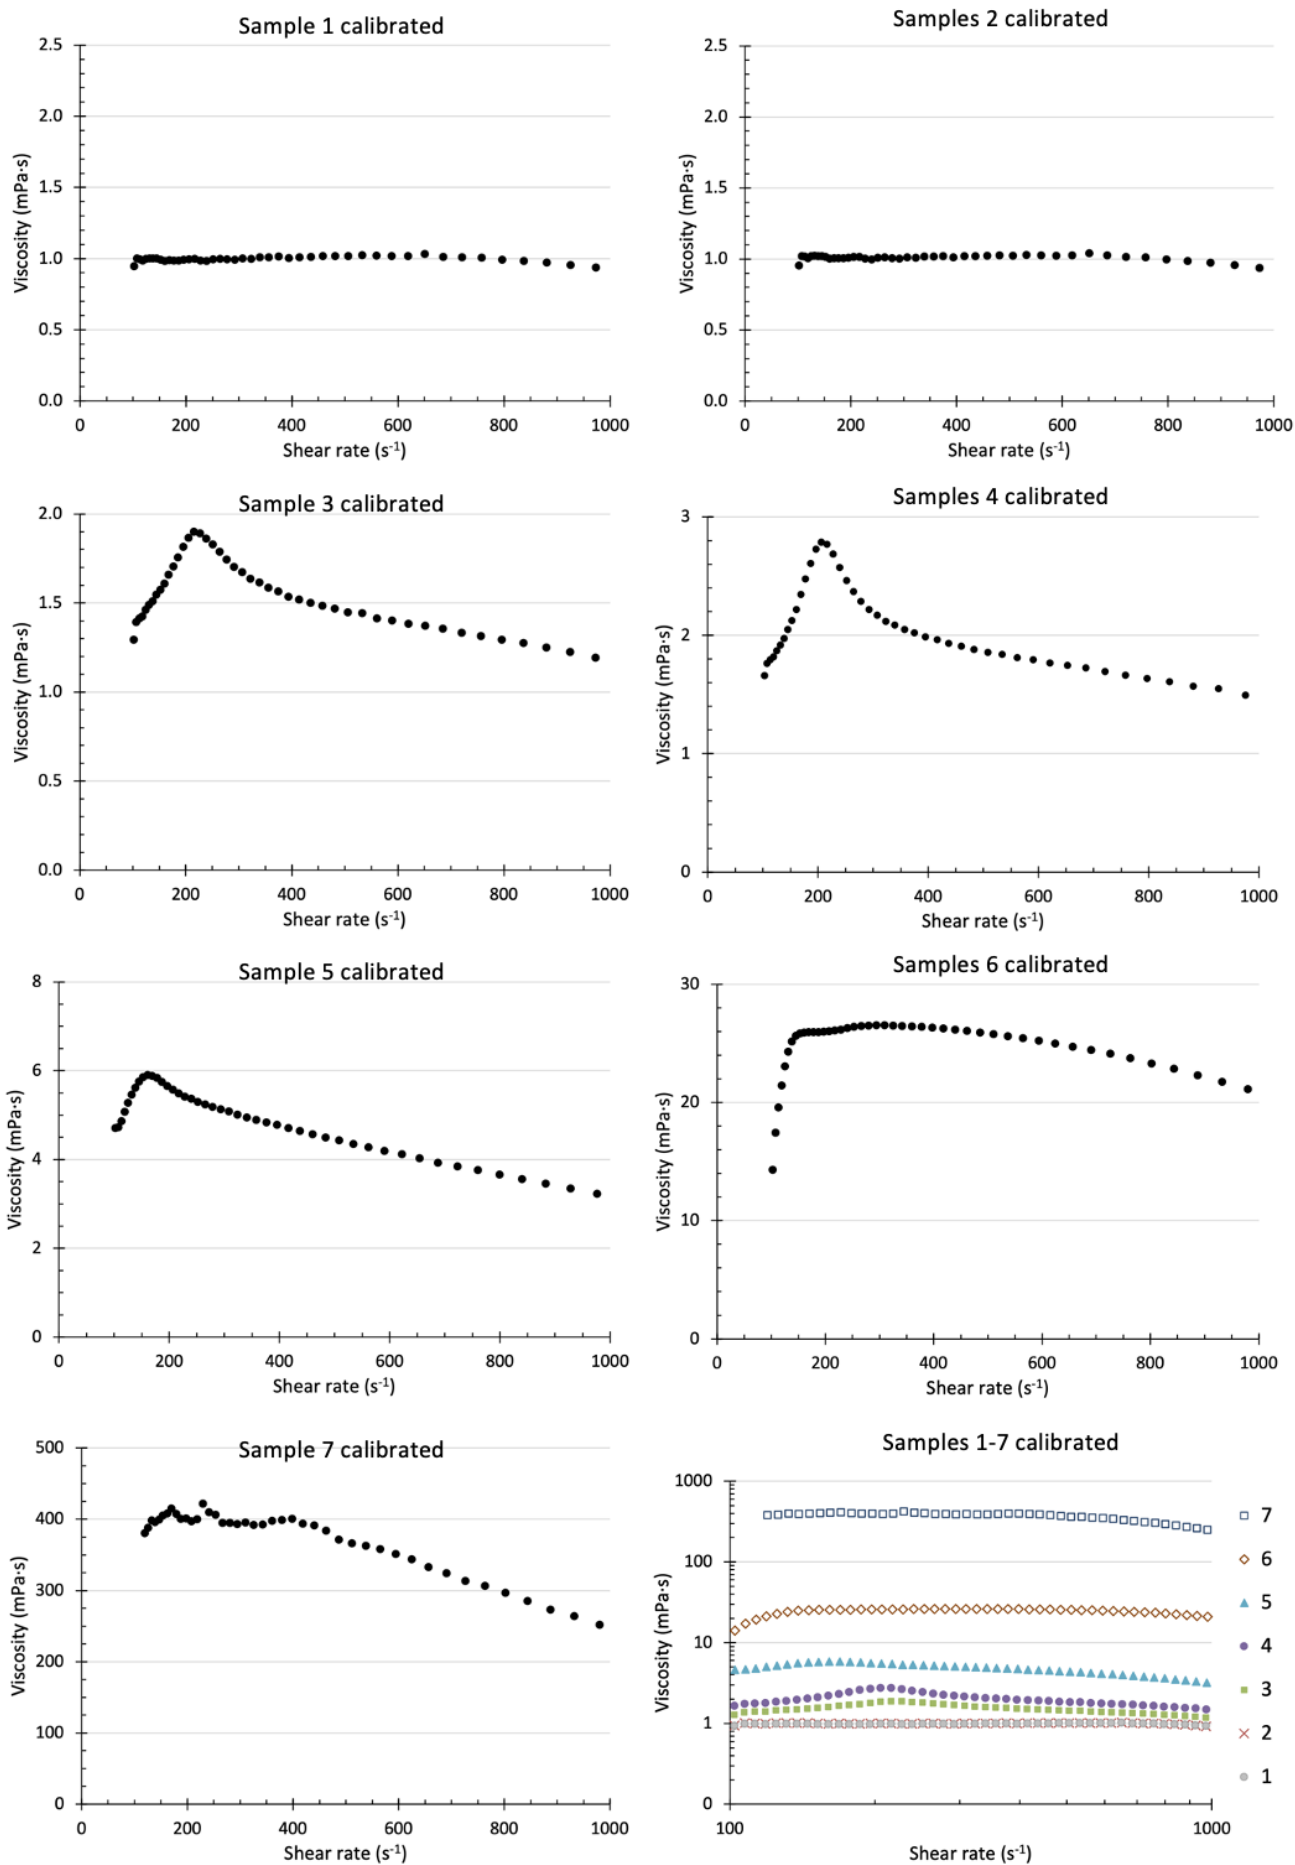 Sample 1 calibrated
2.5
2.0
1.5
1.0
0.5
0.0
Viscosity (mPa·s)
0 200 400 600 800 1000
Shear rate (s⁻¹)
Samples 2 calibrated
2.5
2.0
1.5
1.0
0.5
0.0
Viscosity (mPa·s)
0 200 400 600 800 1000
Shear rate (s⁻¹)
Sample 3 calibrated
2.0
1.5
1.0
0.5
0.0
Viscosity (mPa·s)
0 200 400 600 800 1000
Shear rate (s⁻¹)
Samples 4 calibrated
3
2
1
0
Viscosity (mPa·s)
0 200 400 600 800 1000
Shear rate (s⁻¹)
Sample 5 calibrated
8
6
4
2
0
Viscosity (mPa·s)
0 200 400 600 800 1000
Shear rate (s⁻¹)
Samples 6 calibrated
30
20
10
0
Viscosity (mPa·s)
0 200 400 600 800 1000
Shear rate (s⁻¹)
Sample 7 calibrated
500
400
300
200
100
0
Viscosity (mPa·s)
0 200 400 600 800 1000
Shear rate (s⁻¹)
Samples 1-7 calibrated
1000
100
10
1
0
Viscosity (mPa·s)
100 1000
Shear rate (s⁻¹)
7
6
5
4
3
2
1